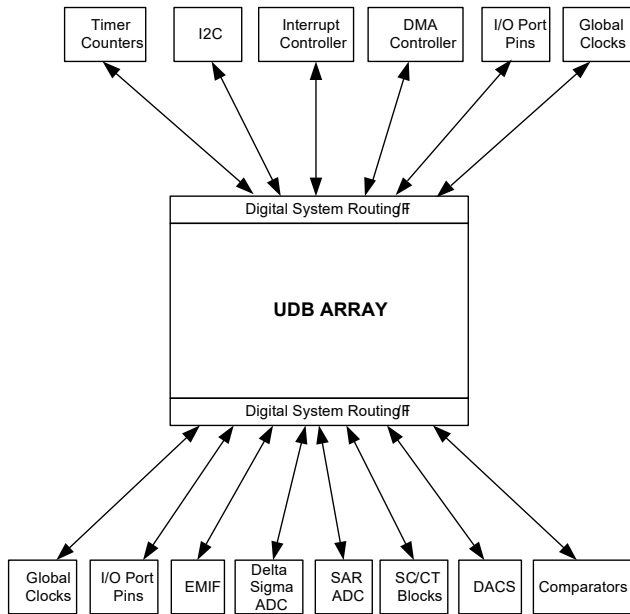 Timer
Counters
I2C
Interrupt
Controller
DMA
Controller
I/O Port
Pins
Global
Clocks
Digital System Routing I/F
UDB ARRAY
Digital System Routing I/F
Global
Clocks
I/O Port
Pins
EMIF
Delta
Sigma
ADC
SAR
ADC
SC/CT
Blocks
DACS
Comparators